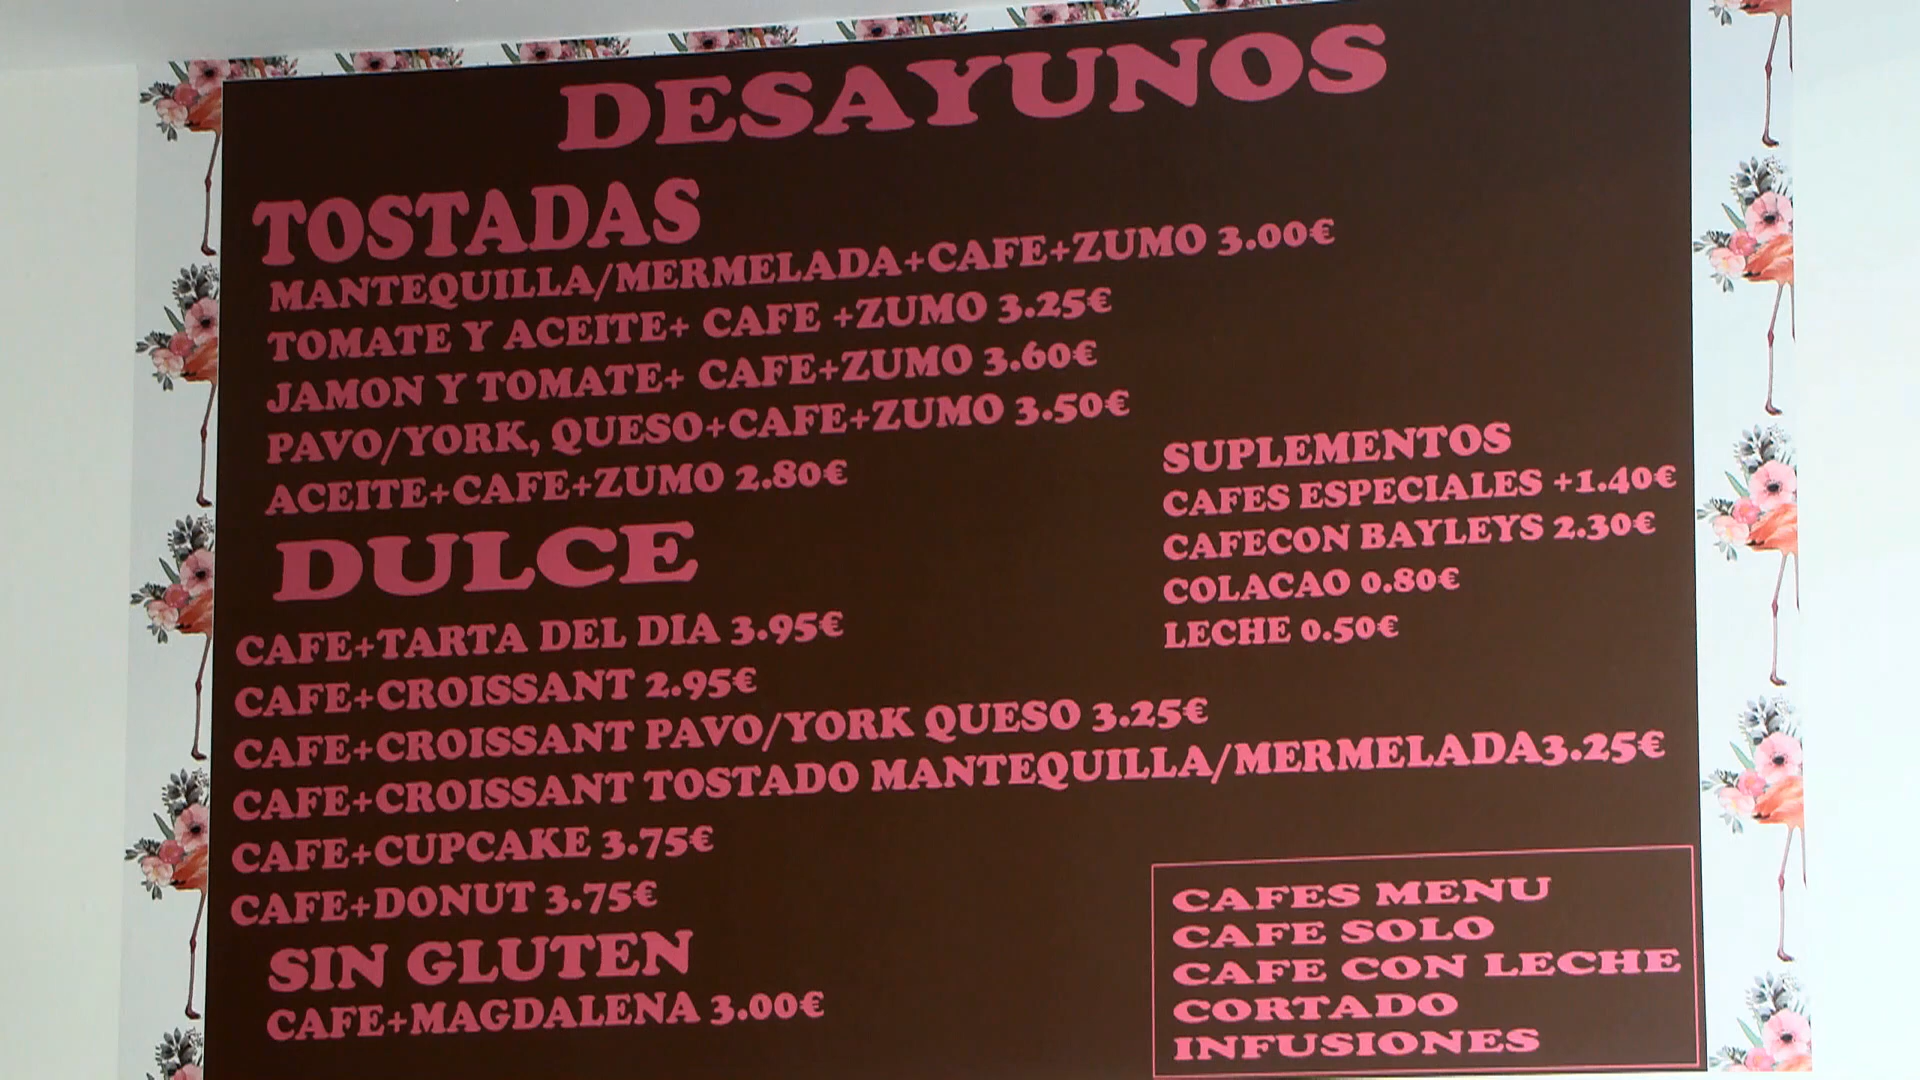 DESAYUNOS
TOSTADAS
MANTEQUILLA/MERMELADA+CAFE+ZUMO 3.00€
TOMATE Y ACEITE+ CAFE +ZUMO 3.25€
JAMON Y TOMATE+ CAFE+ZUMO 3.60€
PAVO/YORK, QUESO+CAFE+ZUMO 3.50€
ACEITE+CAFE+ZUMO 2.80€
SUPLEMENTOS
CAFES ESPECIALES +1.40€
CAFECON BAYLEYS 2.30€
COLACAO 0.80€
LECHE 0.50€
DULCE
CAFE+TARTA DEL DIA 3.95€
CAFE+CROISSANT 2.95€
CAFE+CROISSANT PAVO/YORK QUESO 3.25€
CAFE+CROISSANT TOSTADO MANTEQUILLA/MERMELADA3.25€
CAFE+CUPCAKE 3.75€
CAFE+DONUT 3.75€
SIN GLUTEN
CAFE+MAGDALENA 3.00€
CAFES MENU
CAFE SOLO
CAFE CON LECHE
CORTADO
INFUSIONES